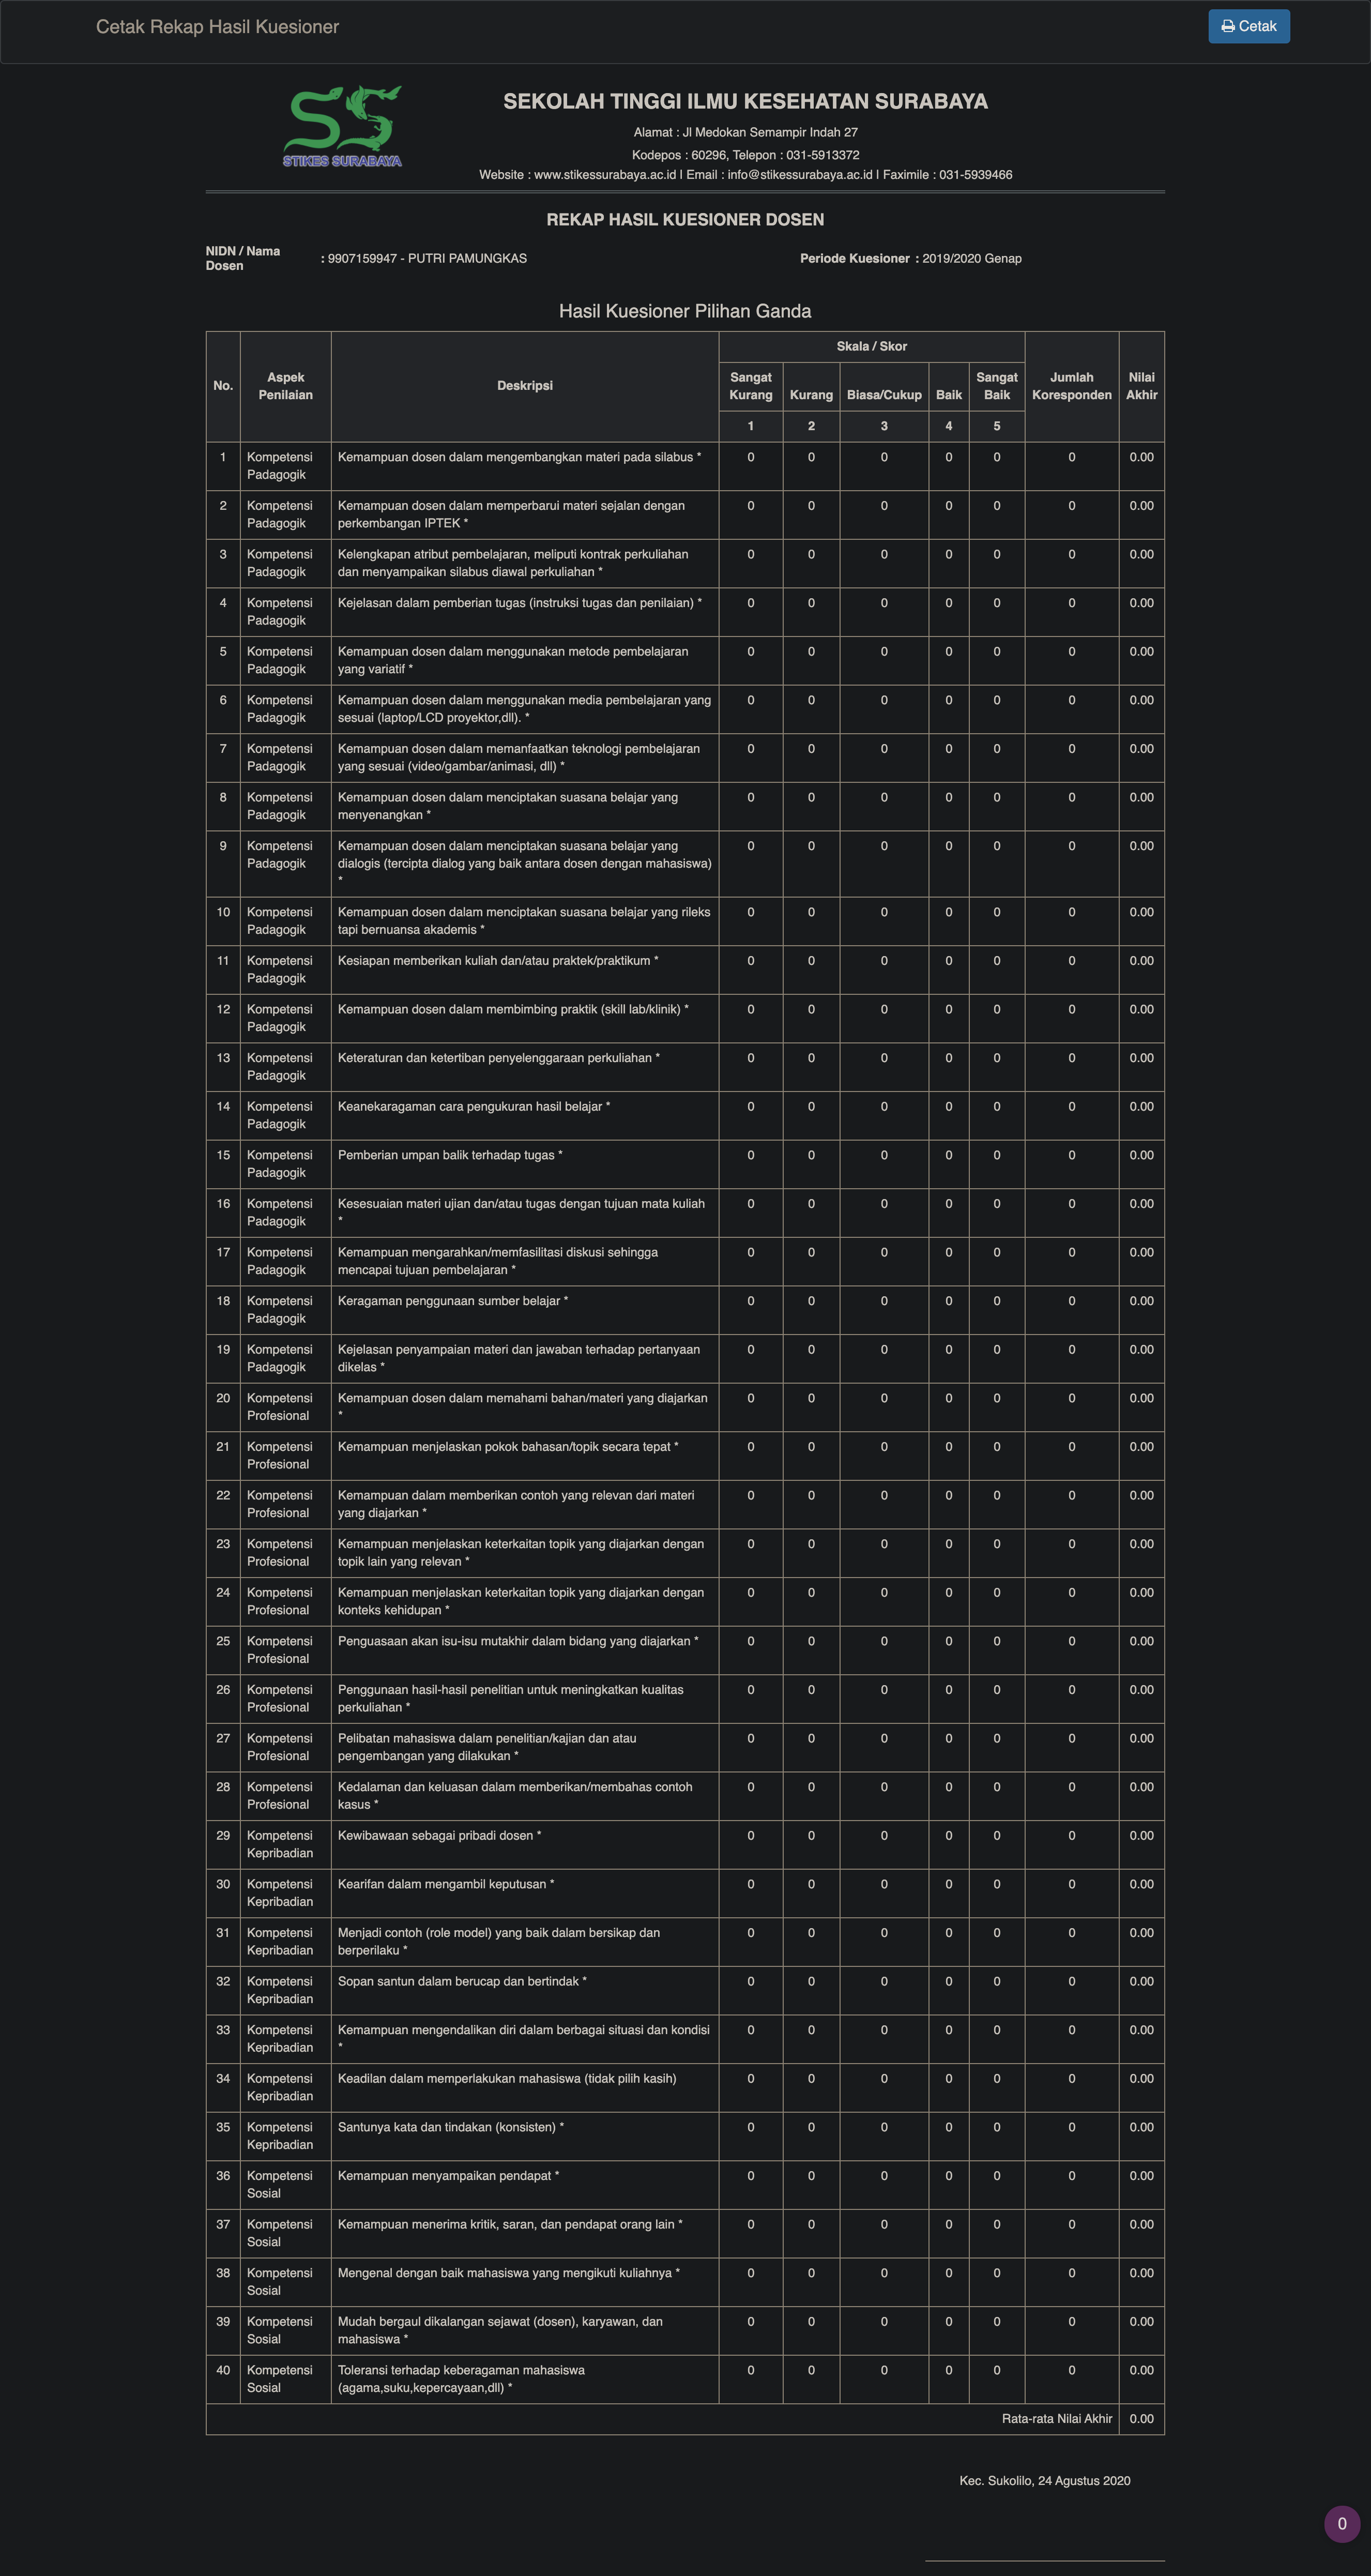 Cetak Rekap Hasil Kuesioner
Cetak
STIKES SURABAYA
SEKOLAH TINGGI ILMU KESEHATAN SURABAYA
Alamat : Jl Medokan Semampir Indah 27
Kodepos : 60296, Telepon : 031-5913372
Website : www.stikessurabaya.ac.id I Email : info@stikessurabaya.ac.id I Faximile : 031-5939466
REKAP HASIL KUESIONER DOSEN
NIDN / Nama
Dosen
: 9907159947 - PUTRI PAMUNGKAS
Periode Kuesioner : 2019/2020 Genap
Hasil Kuesioner Pilihan Ganda
No. Aspek Penilaian Deskripsi Skala / Skor Jumlah Koresponden Nilai Akhir
Sangat Kurang Kurang Biasa/Cukup Baik Sangat Baik
1 2 3 4 5
1 Kompetensi Kemampuan dosen dalam mengembangkan materi pada silabus * 0 0 0 0 0 0 0.00
Padagogik
2 Kompetensi Kemampuan dosen dalam memperbarui materi sejalan dengan 0 0 0 0 0 0 0.00
Padagogik perkembangan IPTEK *
3 Kompetensi Kelengkapan atribut pembelajaran, meliputi kontrak perkuliahan 0 0 0 0 0 0 0.00
Padagogik dan menyampaikan silabus diawal perkuliahan *
4 Kompetensi Kejelasan dalam pemberian tugas (instruksi tugas dan penilaian) * 0 0 0 0 0 0 0.00
Padagogik
5 Kompetensi Kemampuan dosen dalam menggunakan metode pembelajaran 0 0 0 0 0 0 0.00
Padagogik yang variatif *
6 Kompetensi Kemampuan dosen dalam menggunakan media pembelajaran yang 0 0 0 0 0 0 0.00
Padagogik sesuai (laptop/LCD proyektor,dll). *
7 Kompetensi Kemampuan dosen dalam memanfaatkan teknologi pembelajaran 0 0 0 0 0 0 0.00
Padagogik yang sesuai (video/gambar/animasi, dll) *
8 Kompetensi Kemampuan dosen dalam menciptakan suasana belajar yang 0 0 0 0 0 0 0.00
Padagogik menyenangkan *
9 Kompetensi Kemampuan dosen dalam menciptakan suasana belajar yang 0 0 0 0 0 0 0.00
Padagogik dialogis (tercipta dialog yang baik antara dosen dengan mahasiswa)
*
10 Kompetensi Kemampuan dosen dalam menciptakan suasana belajar yang rileks 0 0 0 0 0 0 0.00
Padagogik tapi bernuansa akademis *
11 Kompetensi Kesiapan memberikan kuliah dan/atau praktek/praktikum * 0 0 0 0 0 0 0.00
Padagogik
12 Kompetensi Kemampuan dosen dalam membimbing praktik (skill lab/klinik) * 0 0 0 0 0 0 0.00
Padagogik
13 Kompetensi Keteraturan dan ketertiban penyelenggaraan perkuliahan * 0 0 0 0 0 0 0.00
Padagogik
14 Kompetensi Keanekaragaman cara pengukuran hasil belajar * 0 0 0 0 0 0 0.00
Padagogik
15 Kompetensi Pemberian umpan balik terhadap tugas * 0 0 0 0 0 0 0.00
Padagogik
16 Kompetensi Kesesuaian materi ujian dan/atau tugas dengan tujuan mata kuliah 0 0 0 0 0 0 0.00
Padagogik *
17 Kompetensi Kemampuan mengarahkan/memfasilitasi diskusi sehingga 0 0 0 0 0 0 0.00
Padagogik mencapai tujuan pembelajaran *
18 Kompetensi Keragaman penggunaan sumber belajar * 0 0 0 0 0 0 0.00
Padagogik
19 Kompetensi Kejelasan penyampaian materi dan jawaban terhadap pertanyaan 0 0 0 0 0 0 0.00
Padagogik dikelas *
20 Kompetensi Kemampuan dosen dalam memahami bahan/materi yang diajarkan 0 0 0 0 0 0 0.00
Profesional *
21 Kompetensi Kemampuan menjelaskan pokok bahasan/topik secara tepat * 0 0 0 0 0 0 0.00
Profesional
22 Kompetensi Kemampuan dalam memberikan contoh yang relevan dari materi 0 0 0 0 0 0 0.00
Profesional yang diajarkan *
23 Kompetensi Kemampuan menjelaskan keterkaitan topik yang diajarkan dengan 0 0 0 0 0 0 0.00
Profesional topik lain yang relevan *
24 Kompetensi Kemampuan menjelaskan keterkaitan topik yang diajarkan dengan 0 0 0 0 0 0 0.00
Profesional konteks kehidupan *
25 Kompetensi Penguasaan akan isu-isu mutakhir dalam bidang yang diajarkan * 0 0 0 0 0 0 0.00
Profesional
26 Kompetensi Penggunaan hasil-hasil penelitian untuk meningkatkan kualitas 0 0 0 0 0 0 0.00
Profesional perkuliahan *
27 Kompetensi Pelibatan mahasiswa dalam penelitian/kajian dan atau 0 0 0 0 0 0 0.00
Profesional pengembangan yang dilakukan *
28 Kompetensi Kedalaman dan keluasan dalam memberikan/membahas contoh 0 0 0 0 0 0 0.00
Profesional kasus *
29 Kompetensi Kewibawaan sebagai pribadi dosen * 0 0 0 0 0 0 0.00
Kepribadian
30 Kompetensi Kearifan dalam mengambil keputusan * 0 0 0 0 0 0 0.00
Kepribadian
31 Kompetensi Menjadi contoh (role model) yang baik dalam bersikap dan 0 0 0 0 0 0 0.00
Kepribadian berperilaku *
32 Kompetensi Sopan santun dalam berucap dan bertindak * 0 0 0 0 0 0 0.00
Kepribadian
33 Kompetensi Kemampuan mengendalikan diri dalam berbagai situasi dan kondisi 0 0 0 0 0 0 0.00
Kepribadian *
34 Kompetensi Keadilan dalam memperlakukan mahasiswa (tidak pilih kasih) 0 0 0 0 0 0 0.00
Kepribadian
35 Kompetensi Santunya kata dan tindakan (konsisten) * 0 0 0 0 0 0 0.00
Kepribadian
36 Kompetensi Kemampuan menyampaikan pendapat * 0 0 0 0 0 0 0.00
Sosial
37 Kompetensi Kemampuan menerima kritik, saran, dan pendapat orang lain * 0 0 0 0 0 0 0.00
Sosial
38 Kompetensi Mengenal dengan baik mahasiswa yang mengikuti kuliahnya * 0 0 0 0 0 0 0.00
Sosial
39 Kompetensi Mudah bergaul dikalangan sejawat (dosen), karyawan, dan 0 0 0 0 0 0 0.00
Sosial mahasiswa *
40 Kompetensi Toleransi terhadap keberagaman mahasiswa 0 0 0 0 0 0 0.00
Sosial (agama,suku,kepercayaan,dll) *
Rata-rata Nilai Akhir 0.00
Kec. Sukolilo, 24 Agustus 2020
0